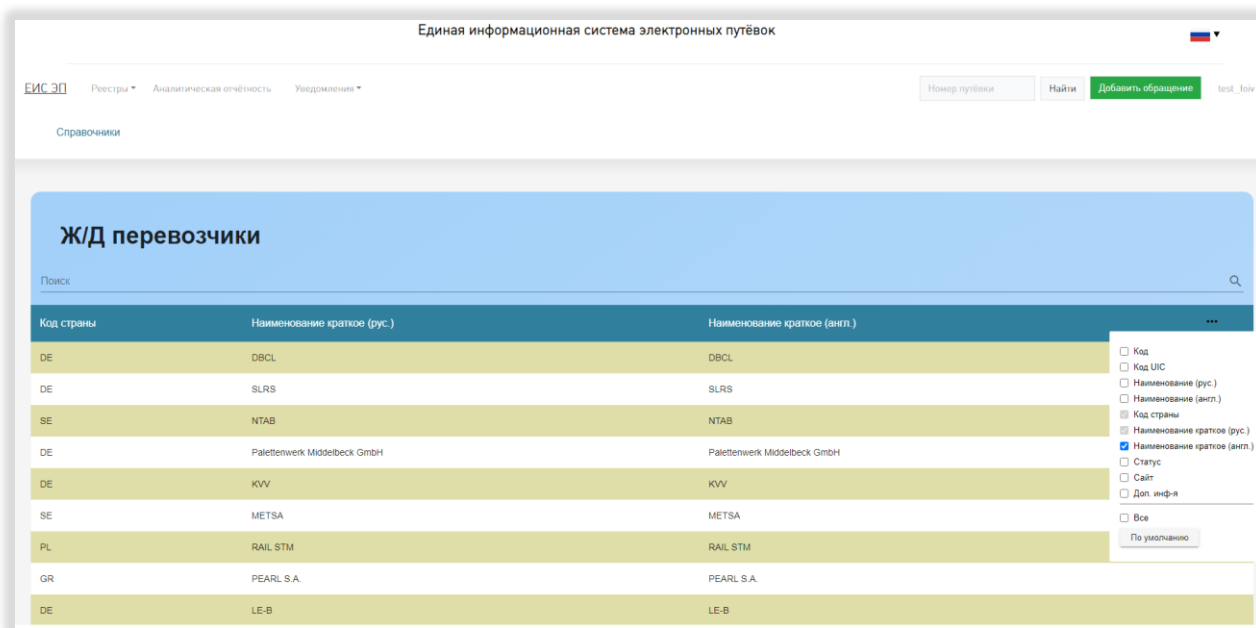 Единая информационная система электронных путёвок
ЕИС ЭП Реестры Аналитическая отчётность Уведомления Номер путёвки Найти Добавить обращение test_foiv
Справочники
Ж/Д перевозчики
Поиск
Код страны Наименование краткое (рус.) Наименование краткое (англ.) •••
DE DBCL DBCL
DE SLRS SLRS
SE NTAB NTAB
DE Palettenwerk Middelbeck GmbH Palettenwerk Middelbeck GmbH
DE KVV KVV
SE METSA METSA
PL RAIL STM RAIL STM
GR PEARL S.A. PEARL S.A.
DE LE-B LE-B
Код
Код UIC
Наименование (рус.)
Наименование (англ.)
Код страны
Наименование краткое (рус.)
Наименование краткое (англ.)
Статус
Сайт
Доп. инф-я
Все
По умолчанию